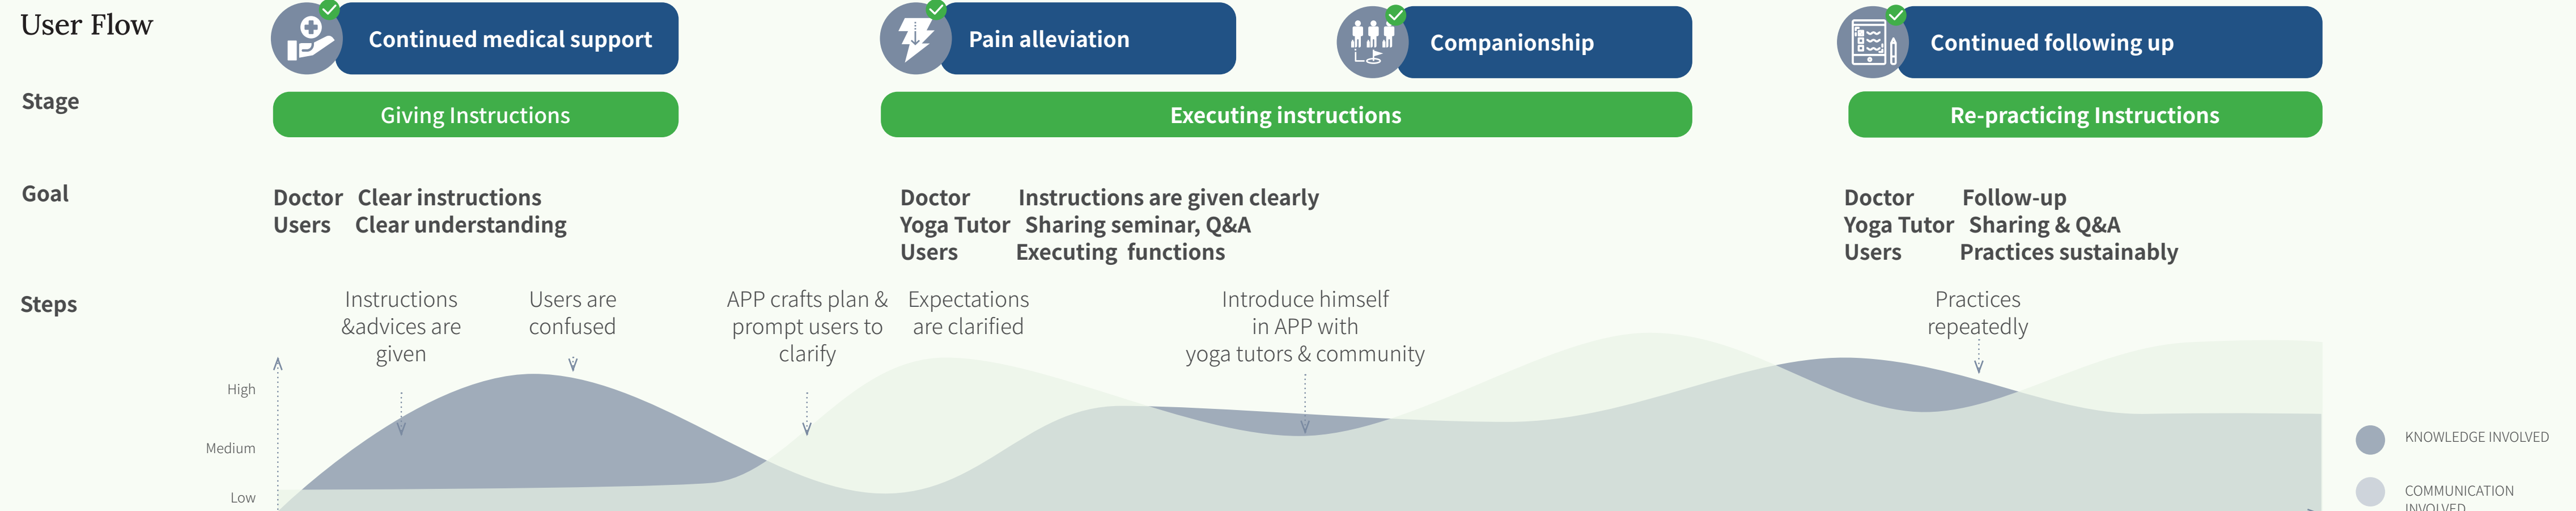 User Flow
Continued medical support
Pain alleviation
Companionship
Continued following up
Stage
Giving Instructions
Executing instructions
Re-practicing Instructions
Goal
Doctor Clear instructions
Users Clear understanding
Doctor Instructions are given clearly
Yoga Tutor Sharing seminar, Q&A
Users Executing functions
Doctor Follow-up
Yoga Tutor Sharing & Q&A
Users Practices sustainably
Steps
Instructions
&advices are
given
Users are
confused
APP crafts plan &
prompt users to
clarify
Expectations
are clarified
Introduce himself
in APP with
yoga tutors & community
Practices
repeatedly
High
Medium
Low
KNOWLEDGE INVOLVED
COMMUNICATION
INVOLVED